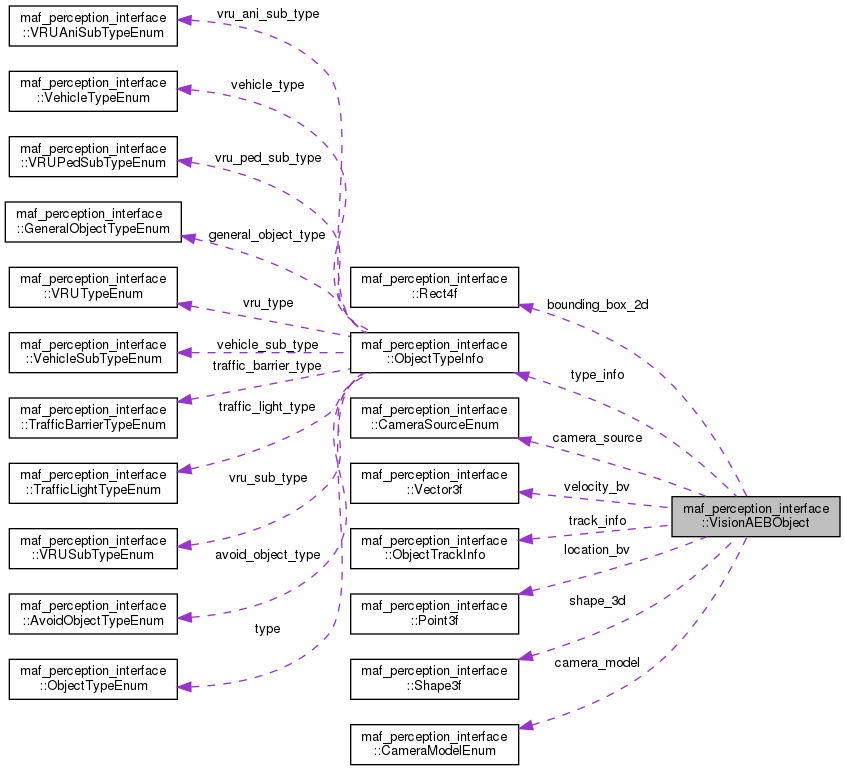 maf_perception_interface
::VRUAniSubTypeEnum
vru_ani_sub_type
maf_perception_interface
::VehicleTypeEnum
vehicle_type
maf_perception_interface
::VRUPedSubTypeEnum
vru_ped_sub_type
maf_perception_interface
::GeneralObjectTypeEnum
general_object_type
maf_perception_interface
::VRUTypeEnum
vru_type
maf_perception_interface
::VehicleSubTypeEnum
vehicle_sub_type
maf_perception_interface
::TrafficBarrierTypeEnum
traffic_barrier_type
maf_perception_interface
::TrafficLightTypeEnum
traffic_light_type
maf_perception_interface
::VRUSubTypeEnum
vru_sub_type
maf_perception_interface
::AvoidObjectTypeEnum
avoid_object_type
maf_perception_interface
::ObjectTypeEnum
type
maf_perception_interface
::Rect4f
bounding_box_2d
maf_perception_interface
::ObjectTypeInfo
type_info
maf_perception_interface
::CameraSourceEnum
camera_source
maf_perception_interface
::Vector3f
velocity_bv
maf_perception_interface
::ObjectTrackInfo
track_info
maf_perception_interface
::Point3f
location_bv
maf_perception_interface
::Shape3f
shape_3d
maf_perception_interface
::CameraModelEnum
camera_model
maf_perception_interface
::VisionAEBObject